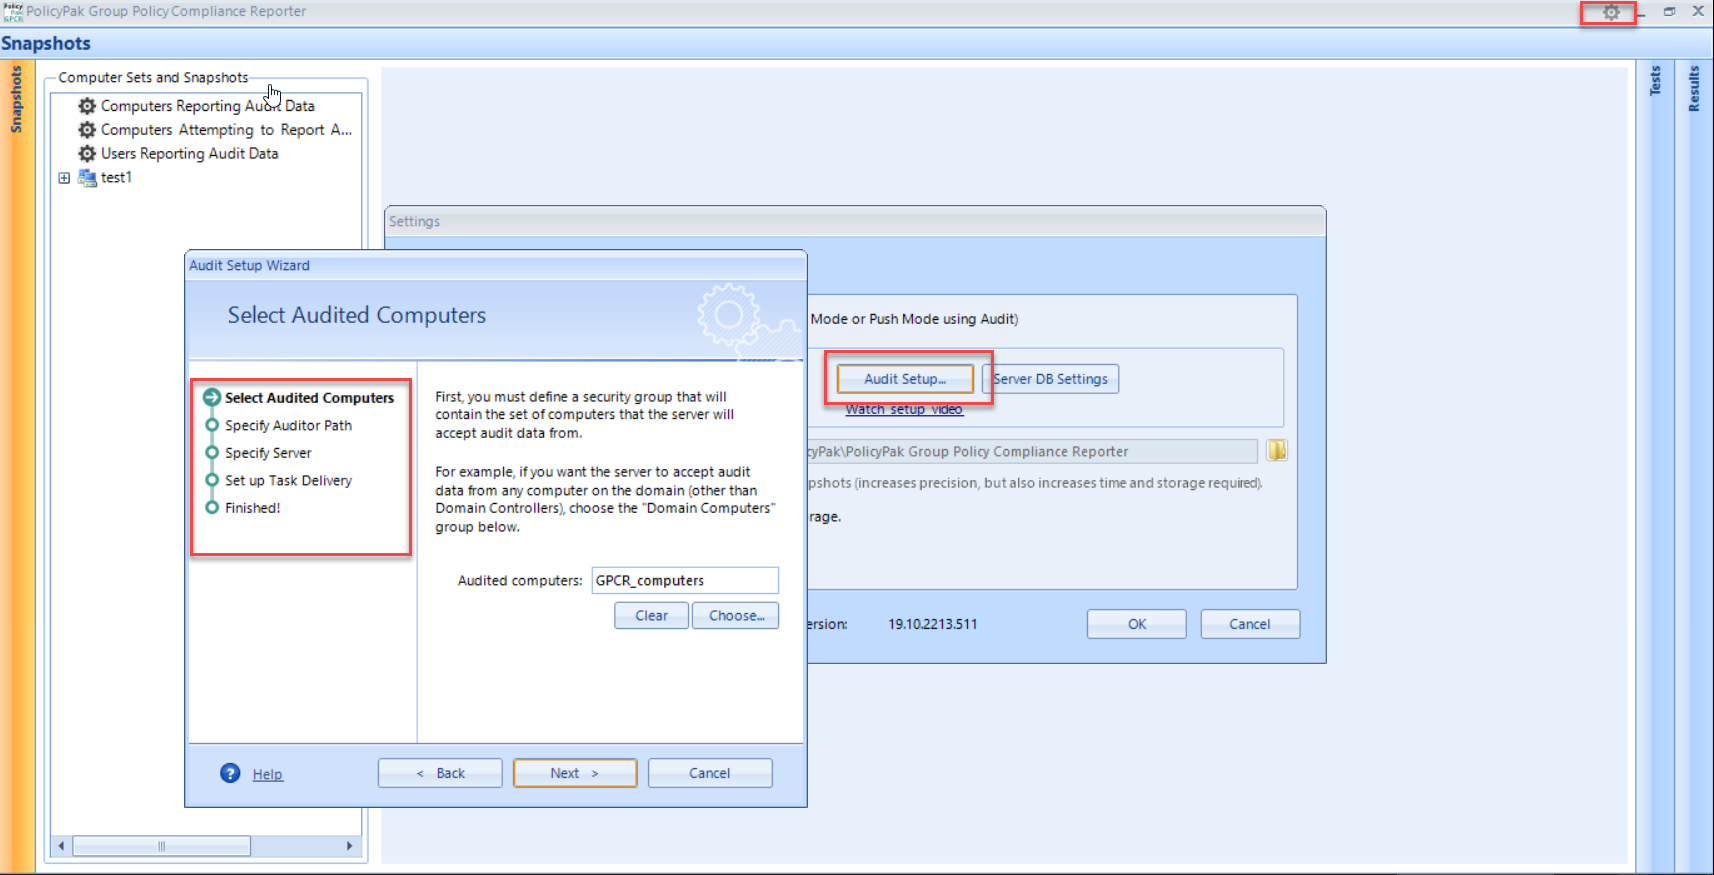 Policy
Pak
GPCR
PolicyPak Group Policy Compliance Reporter
Snapshots
Snapshots
Computer Sets and Snapshots
Computers Reporting Audit Data
Computers Attempting to Report A...
Users Reporting Audit Data
test1
Tests
Results
Settings
Mode or Push Mode using Audit)
Audit Setup...
Server DB Settings
Watch setup video
cyPak\PolicyPak Group Policy Compliance Reporter
pshots (increases precision, but also increases time and storage required).
rage.
ersion:
19.10.2213.511
OK
Cancel
Audit Setup Wizard
Select Audited Computers
Select Audited Computers
Specify Auditor Path
Specify Server
Set up Task Delivery
Finished!
First, you must define a security group that will
contain the set of computers that the server will
accept audit data from.
For example, if you want the server to accept audit
data from any computer on the domain (other than
Domain Controllers), choose the "Domain Computers"
group below.
Audited computers:
GPCR_computers
Clear
Choose...
? Help
< Back
Next >
Cancel